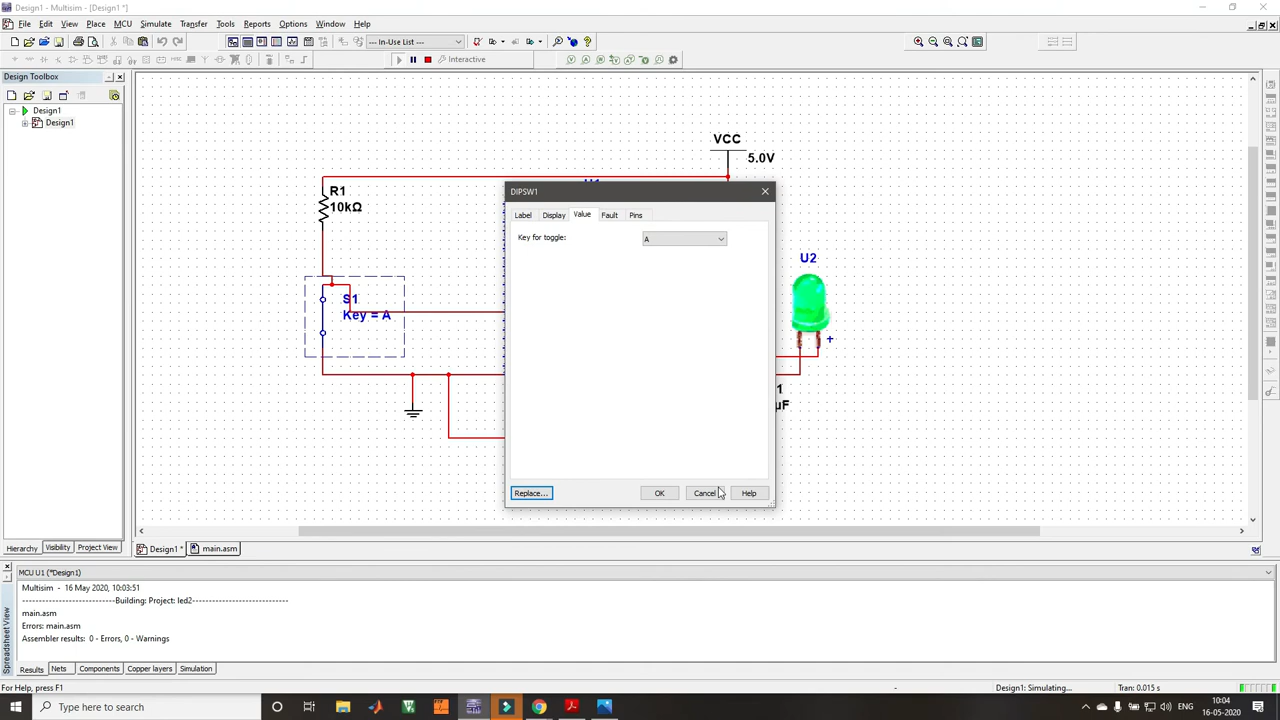 Design1 - Multisim - [Design1 *]
File Edit View Place MCU Simulate Transfer Tools Reports Options Window Help
--- In-Use List ---
Interactive
Design Toolbox
Design1
Design1
VCC
5.0V
R1
10kΩ
S1
Key = A
DIPSW1
Label Display Value Fault Pins
Key for toggle: A
Replace... OK Cancel Help
U2
+
1
µF
Hierarchy Visibility Project View
Design1 * main.asm
MCU U1 (*Design1)
Multisim - 16 May 2020, 10:03:51
----------------------------Building: Project: led2----------------------------
main.asm
Errors: main.asm
Assembler results: 0 - Errors, 0 - Warnings
Spreadsheet View
Results Nets Components Copper layers Simulation
For Help, press F1
- Design1: Simulating... Tran: 0.015 s
Type here to search
ENG
10:04
16-05-2020